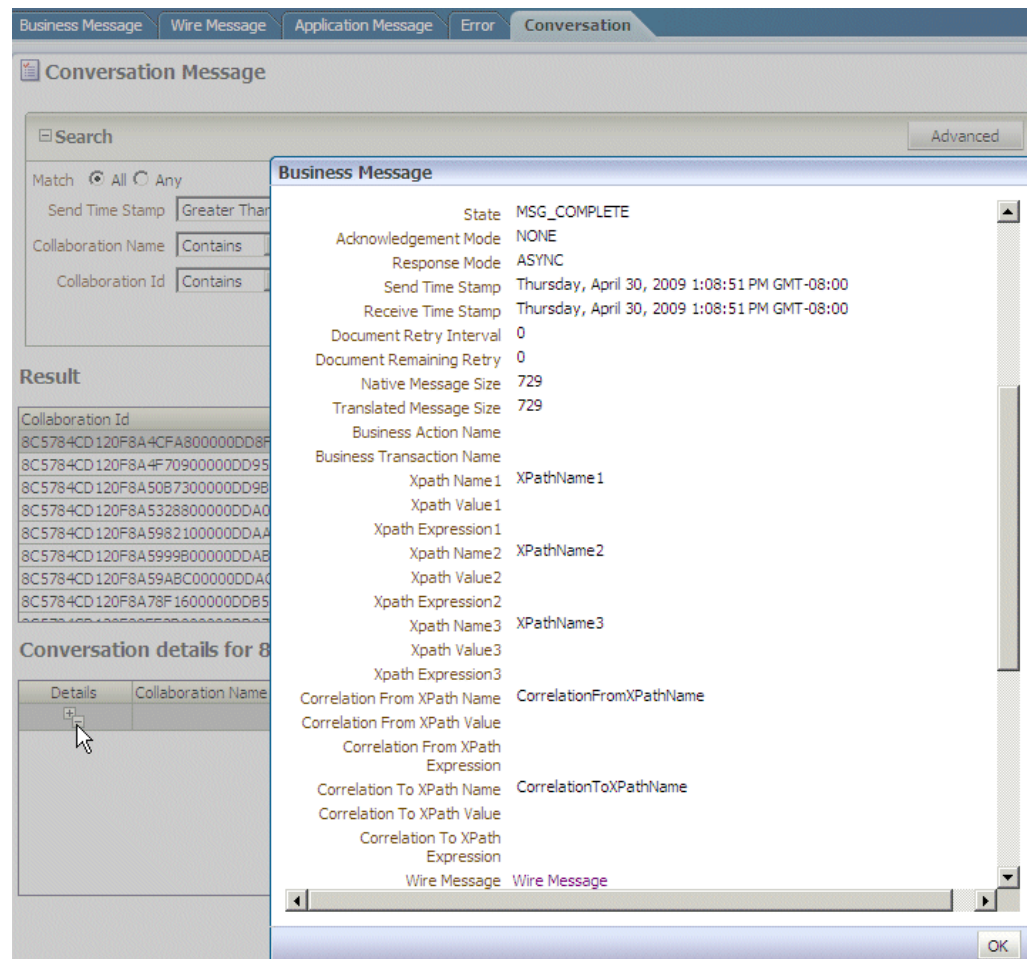 Business Message Wire Message Application Message Error Conversation
Conversation Message
Search Advanced
Match All Any
Send Time Stamp Greater Than
Collaboration Name Contains
Collaboration Id Contains
Result
Collaboration Id
8C5784CD120F8A4CFA800000DD8F
8C5784CD120F8A4F70900000DD95
8C5784CD120F8A50B7300000DD9B
8C5784CD120F8A5328800000DDA0
8C5784CD120F8A5982100000DDAA
8C5784CD120F8A5999B00000DDAB
8C5784CD120F8A59ABC00000DDAC
8C5784CD120F8A78F1600000DDB5
Conversation details for 8
Details Collaboration Name
Business Message
State MSG_COMPLETE
Acknowledgement Mode NONE
Response Mode ASYNC
Send Time Stamp Thursday, April 30, 2009 1:08:51 PM GMT-08:00
Receive Time Stamp Thursday, April 30, 2009 1:08:51 PM GMT-08:00
Document Retry Interval 0
Document Remaining Retry 0
Native Message Size 729
Translated Message Size 729
Business Action Name
Business Transaction Name
Xpath Name1 XPathName1
Xpath Value1
Xpath Expression1
Xpath Name2 XPathName2
Xpath Value2
Xpath Expression2
Xpath Name3 XPathName3
Xpath Value3
Xpath Expression3
Correlation From XPath Name CorrelationFromXPathName
Correlation From XPath Value
Correlation From XPath
Expression
Correlation To XPath Name CorrelationToXPathName
Correlation To XPath Value
Correlation To XPath
Expression
Wire Message Wire Message
OK